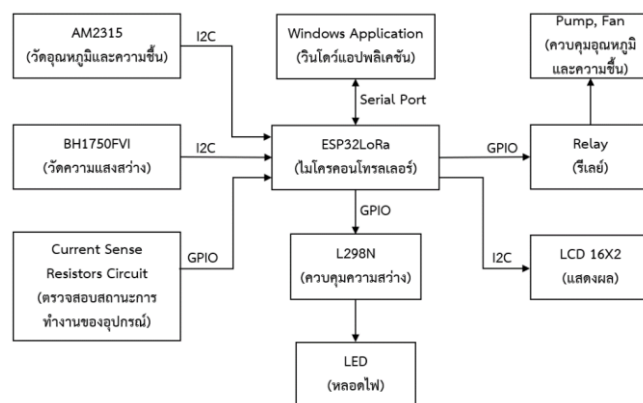 AM2315
(วัดอุณหภูมิและความชื้น)
I2C
Windows Application
(วินโดว์แอปพลิเคชัน)
Pump, Fan
(ควบคุมอุณหภูมิ
และความชื้น)
Serial Port
BH1750FVI
(วัดความแสงสว่าง)
I2C
ESP32LoRa
(ไมโครคอนโทรลเลอร์)
GPIO
Relay
(รีเลย์)
Current Sense
Resistors Circuit
(ตรวจสอบสถานะการ
ทำงานของอุปกรณ์)
GPIO
GPIO
L298N
(ควบคุมความสว่าง)
I2C
LCD 16X2
(แสดงผล)
LED
(หลอดไฟ)